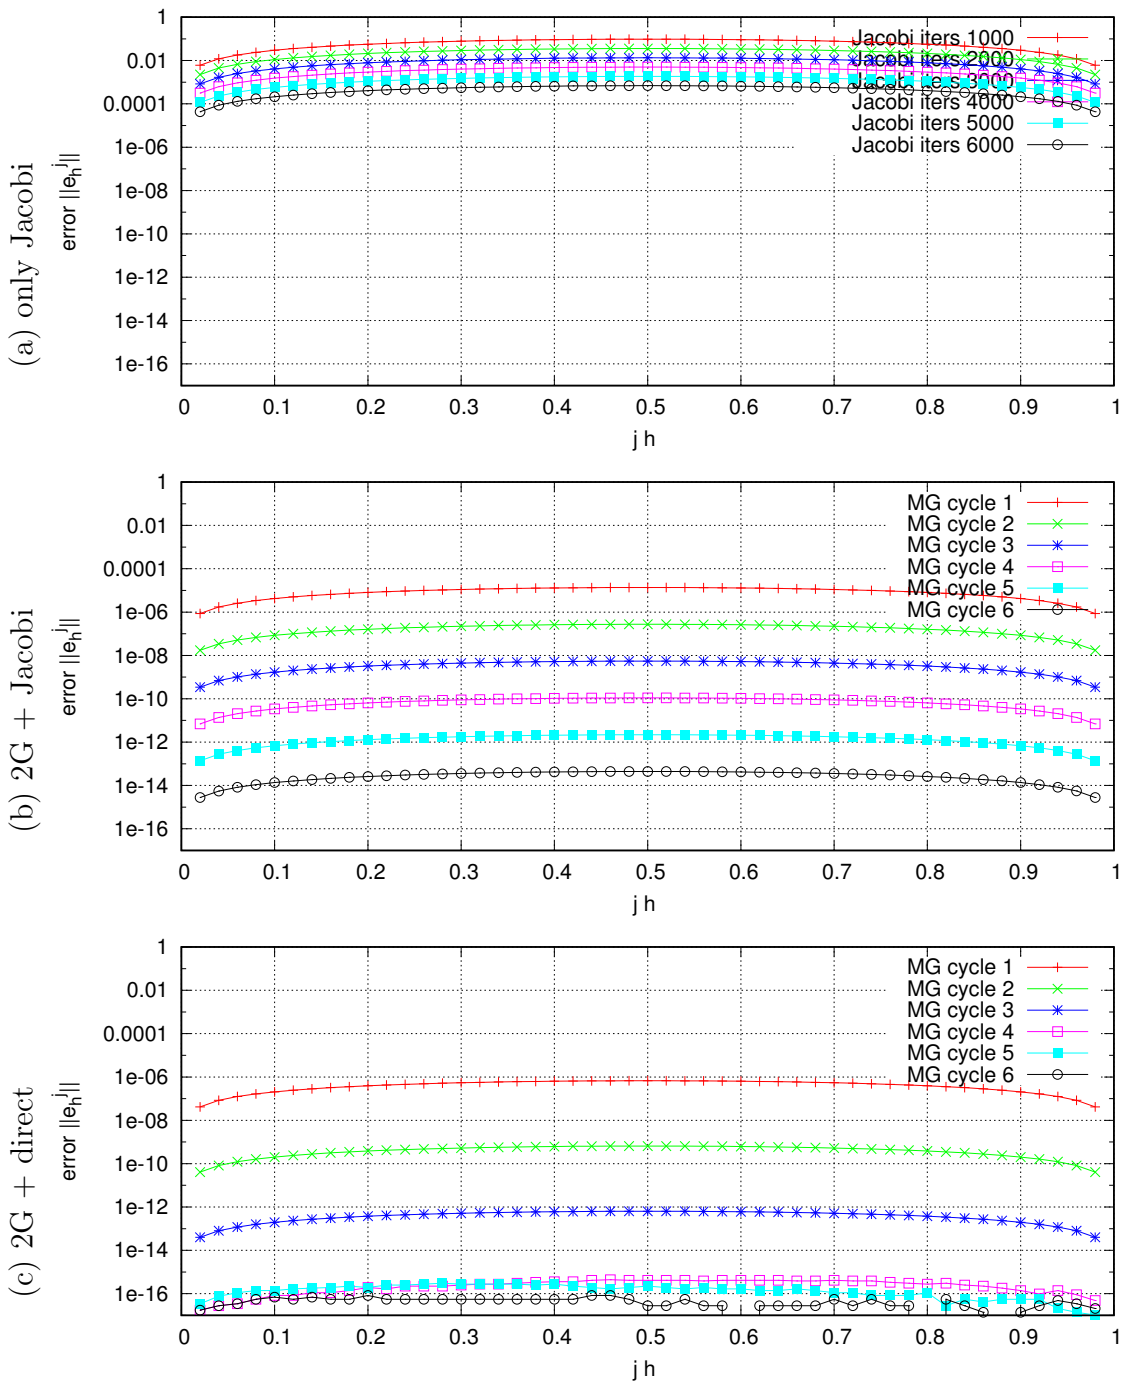 (a) only Jacobi
error ||e_h^j||
1
0.01
0.0001
1e-06
1e-08
1e-10
1e-12
1e-14
1e-16
0 0.1 0.2 0.3 0.4 0.5 0.6 0.7 0.8 0.9 1
j h
Jacobi iters 1000
Jacobi iters 2000
Jacobi iters 3000
Jacobi iters 4000
Jacobi iters 5000
Jacobi iters 6000
(b) 2G + Jacobi
error ||e_h^j||
1
0.01
0.0001
1e-06
1e-08
1e-10
1e-12
1e-14
1e-16
0 0.1 0.2 0.3 0.4 0.5 0.6 0.7 0.8 0.9 1
j h
MG cycle 1
MG cycle 2
MG cycle 3
MG cycle 4
MG cycle 5
MG cycle 6
(c) 2G + direct
error ||e_h^j||
1
0.01
0.0001
1e-06
1e-08
1e-10
1e-12
1e-14
1e-16
0 0.1 0.2 0.3 0.4 0.5 0.6 0.7 0.8 0.9 1
j h
MG cycle 1
MG cycle 2
MG cycle 3
MG cycle 4
MG cycle 5
MG cycle 6